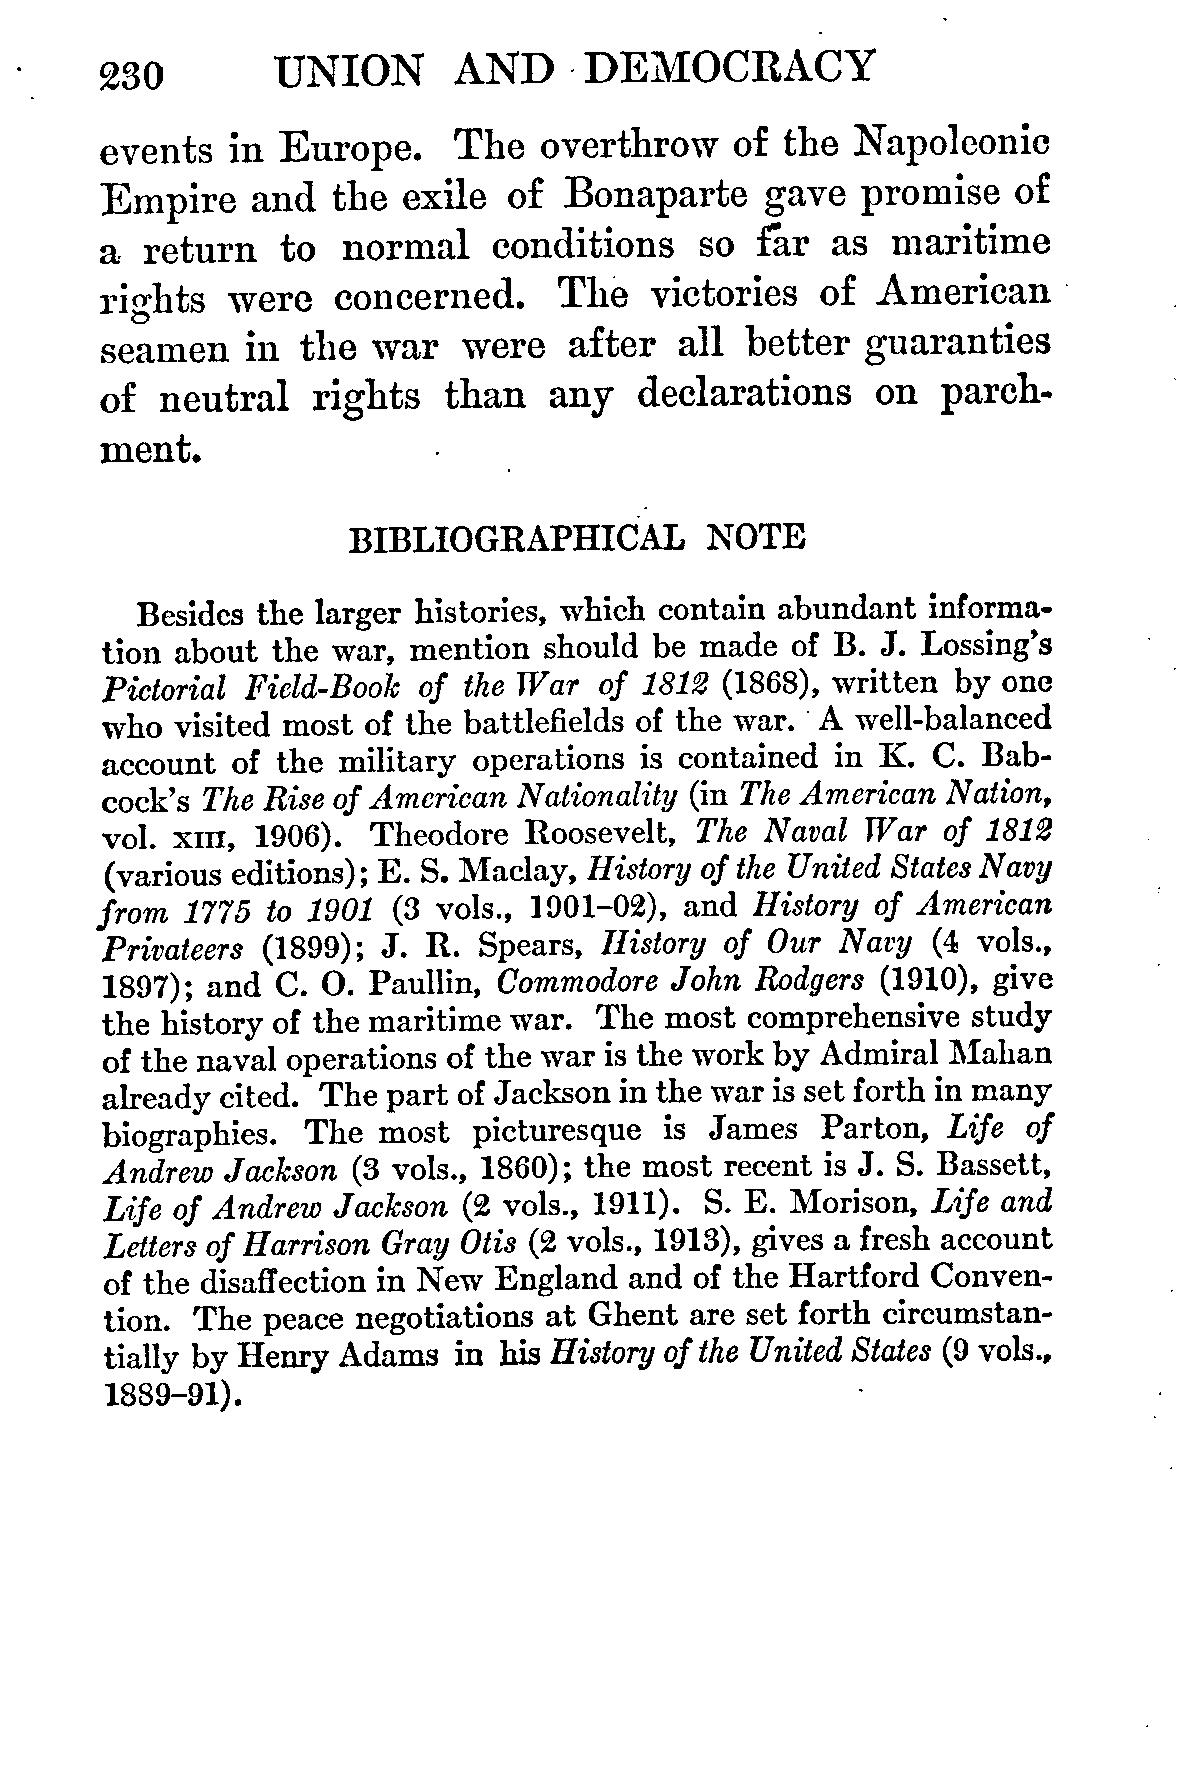 230 UNION AND DEMOCRACY
events in Europe. The overthrow of the Napoleonic
Empire and the exile of Bonaparte gave promise of
a return to normal conditions so far as maritime
rights were concerned. The victories of American
seamen in the war were after all better guaranties
of neutral rights than any declarations on parch-
ment.
BIBLIOGRAPHICAL NOTE
Besides the larger histories, which contain abundant informa-
tion about the war, mention should be made of B. J. Lossing's
Pictorial Field-Book of the War of 1812 (1868), written by one
who visited most of the battlefields of the war. A well-balanced
account of the military operations is contained in K. C. Bab-
cock's The Rise of American Nationality (in The American Nation,
vol. XIII, 1906). Theodore Roosevelt, The Naval War of 1812
(various editions); E. S. Maclay, History of the United States Navy
from 1775 to 1901 (3 vols., 1901–02), and History of American
Privateers (1899); J. R. Spears, History of Our Navy (4 vols.,
1897); and C. O. Paullin, Commodore John Rodgers (1910), give
the history of the maritime war. The most comprehensive study
of the naval operations of the war is the work by Admiral Mahan
already cited. The part of Jackson in the war is set forth in many
biographies. The most picturesque is James Parton, Life of
Andrew Jackson (3 vols., 1860); the most recent is J. S. Bassett,
Life of Andrew Jackson (2 vols., 1911). S. E. Morison, Life and
Letters of Harrison Gray Otis (2 vols., 1913), gives a fresh account
of the disaffection in New England and of the Hartford Conven-
tion. The peace negotiations at Ghent are set forth circumstan-
tially by Henry Adams in his History of the United States (9 vols.,
1889–91).